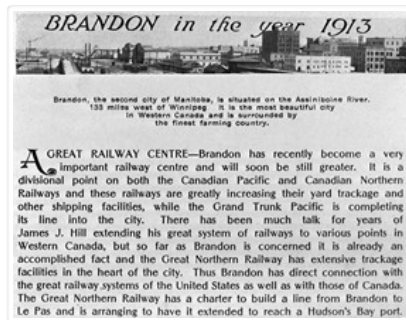 BRANDON in the year 1913
Brandon, the second city of Manitoba, is situated on the Assiniboine River.
133 miles west of Winnipeg It is the most beautiful city
in Western Canada and is surrounded by
the finest farming country.
A GREAT RAILWAY CENTRE—Brandon has recently become a very
important railway centre and will soon be still greater. It is a
divisional point on both the Canadian Pacific and Canadian Northern
Railways and these railways are greatly increasing their yard trackage and
other shipping facilities, while the Grand Trunk Pacific is completing
its line into the city. There has been much talk for years of
James J. Hill extending his great system of railways to various points in
Western Canada, but so far as Brandon is concerned it is already an
accomplished fact and the Great Northern Railway has extensive trackage
facilities in the heart of the city. Thus Brandon has direct connection with
the great railway systems of the United States as well as with those of Canada.
The Great Northern Railway has a charter to build a line from Brandon to
Le Pas and is arranging to have it extended to reach a Hudson's Bay port.